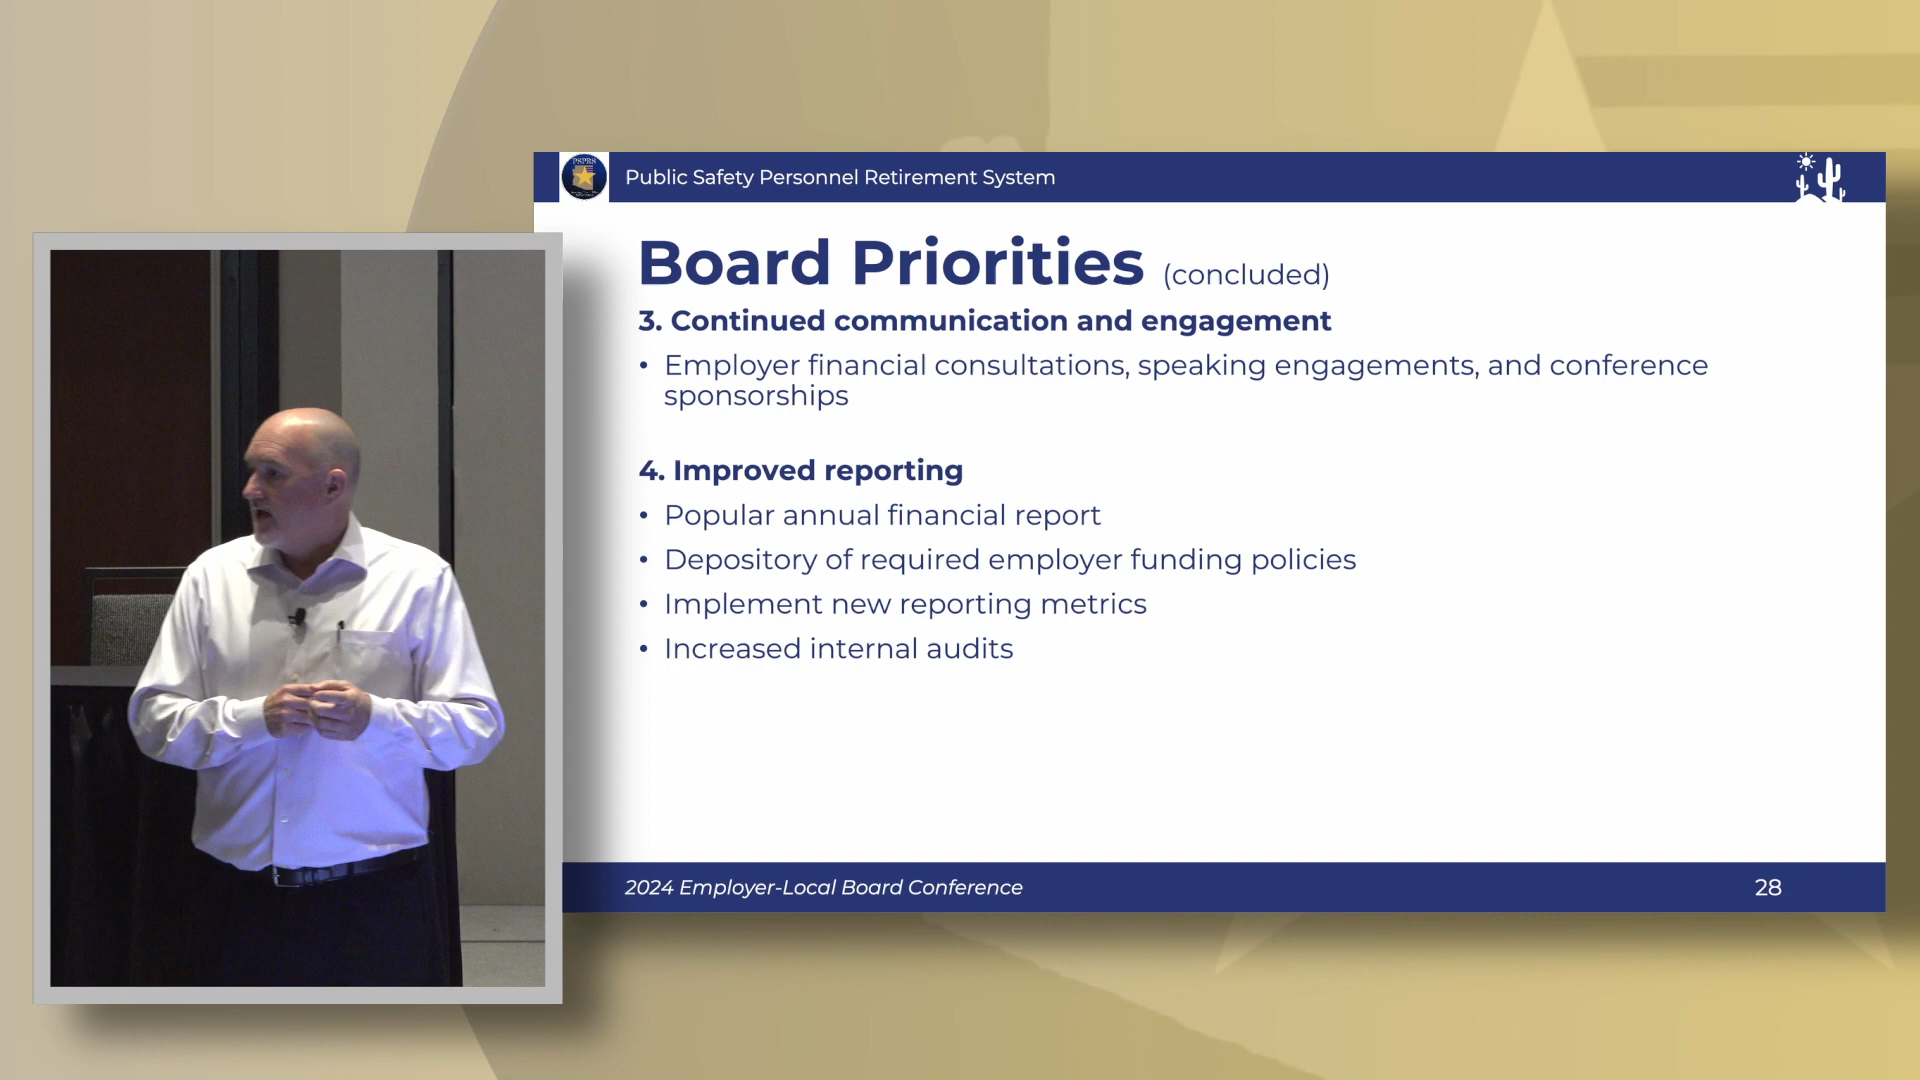 PSPRS
Public Safety Personnel Retirement System
Board Priorities (concluded)
3. Continued communication and engagement
• Employer financial consultations, speaking engagements, and conference
sponsorships
4. Improved reporting
• Popular annual financial report
• Depository of required employer funding policies
• Implement new reporting metrics
• Increased internal audits
2024 Employer-Local Board Conference
28